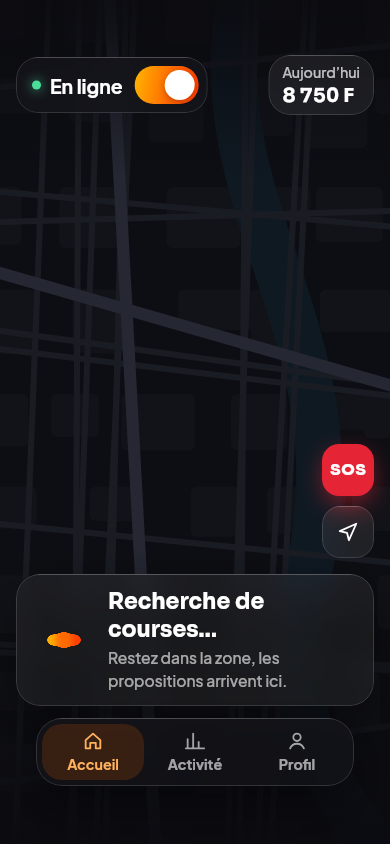 En ligne
Aujourd’hui
8 750 F
SOS
Recherche de
courses...
Restez dans la zone, les
propositions arrivent ici.
Accueil
Activité
Profil